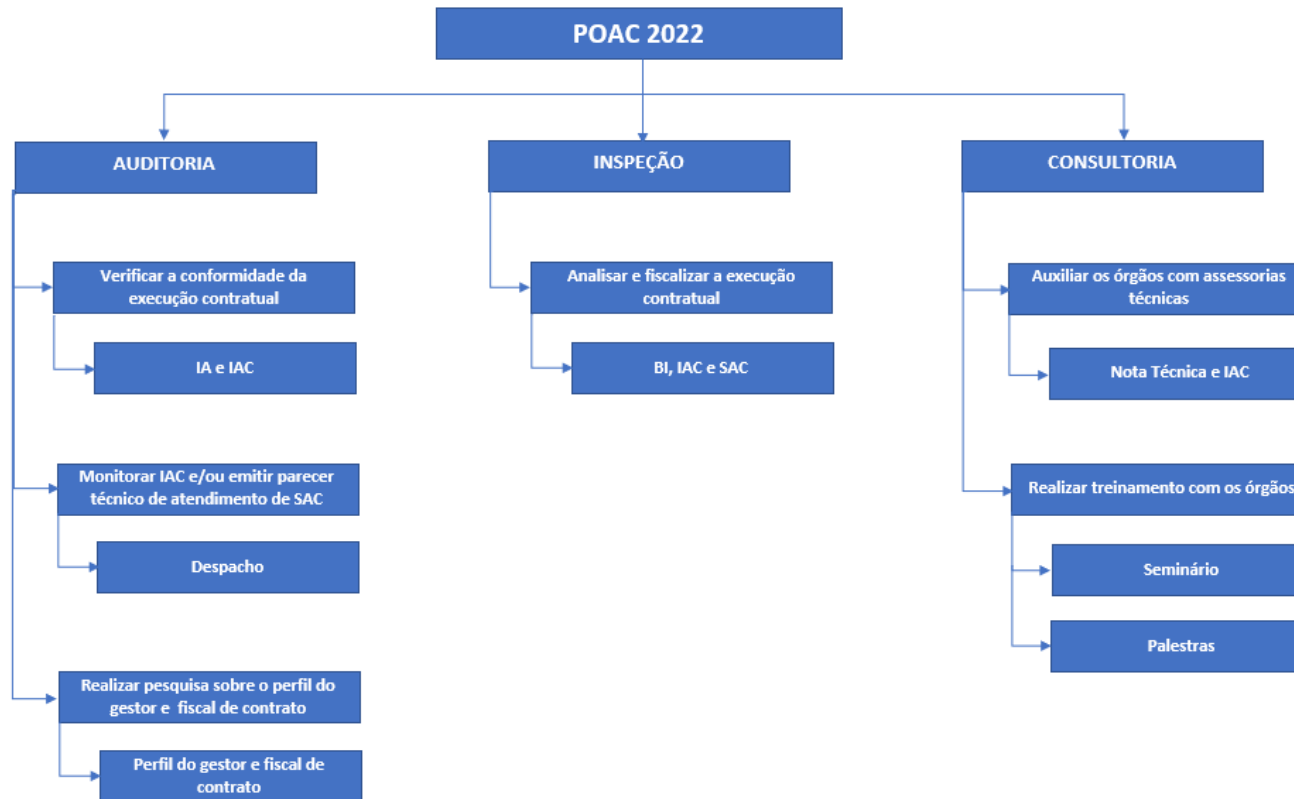 POAC 2022
AUDITORIA
INSPEÇÃO
CONSULTORIA
Verificar a conformidade da
execução contratual
IA e IAC
Monitorar IAC e/ou emitir parecer
técnico de atendimento de SAC
Despacho
Realizar pesquisa sobre o perfil do
gestor e fiscal de contrato
Perfil do gestor e fiscal de
contrato
Analisar e fiscalizar a execução
contratual
BI, IAC e SAC
Auxiliar os órgãos com assessorias
técnicas
Nota Técnica e IAC
Realizar treinamento com os órgãos
Seminário
Palestras